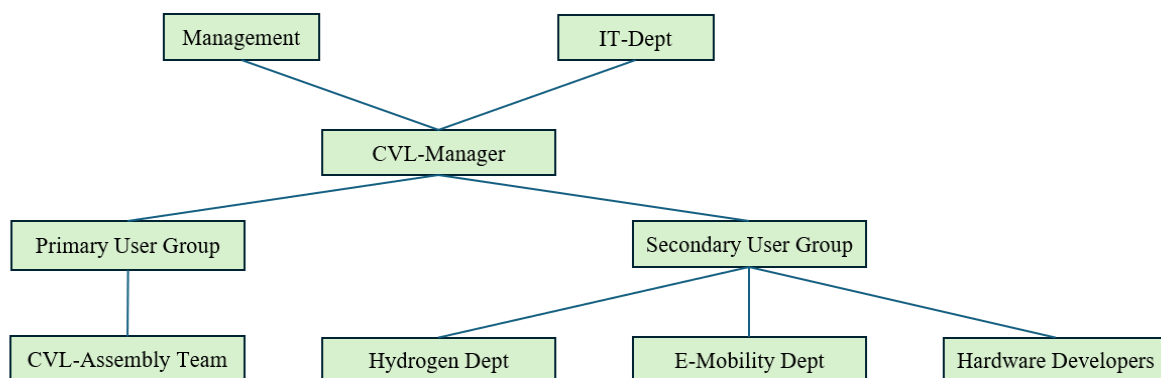 Management
IT-Dept
CVL-Manager
Primary User Group
Secondary User Group
CVL-Assembly Team
Hydrogen Dept
E-Mobility Dept
Hardware Developers